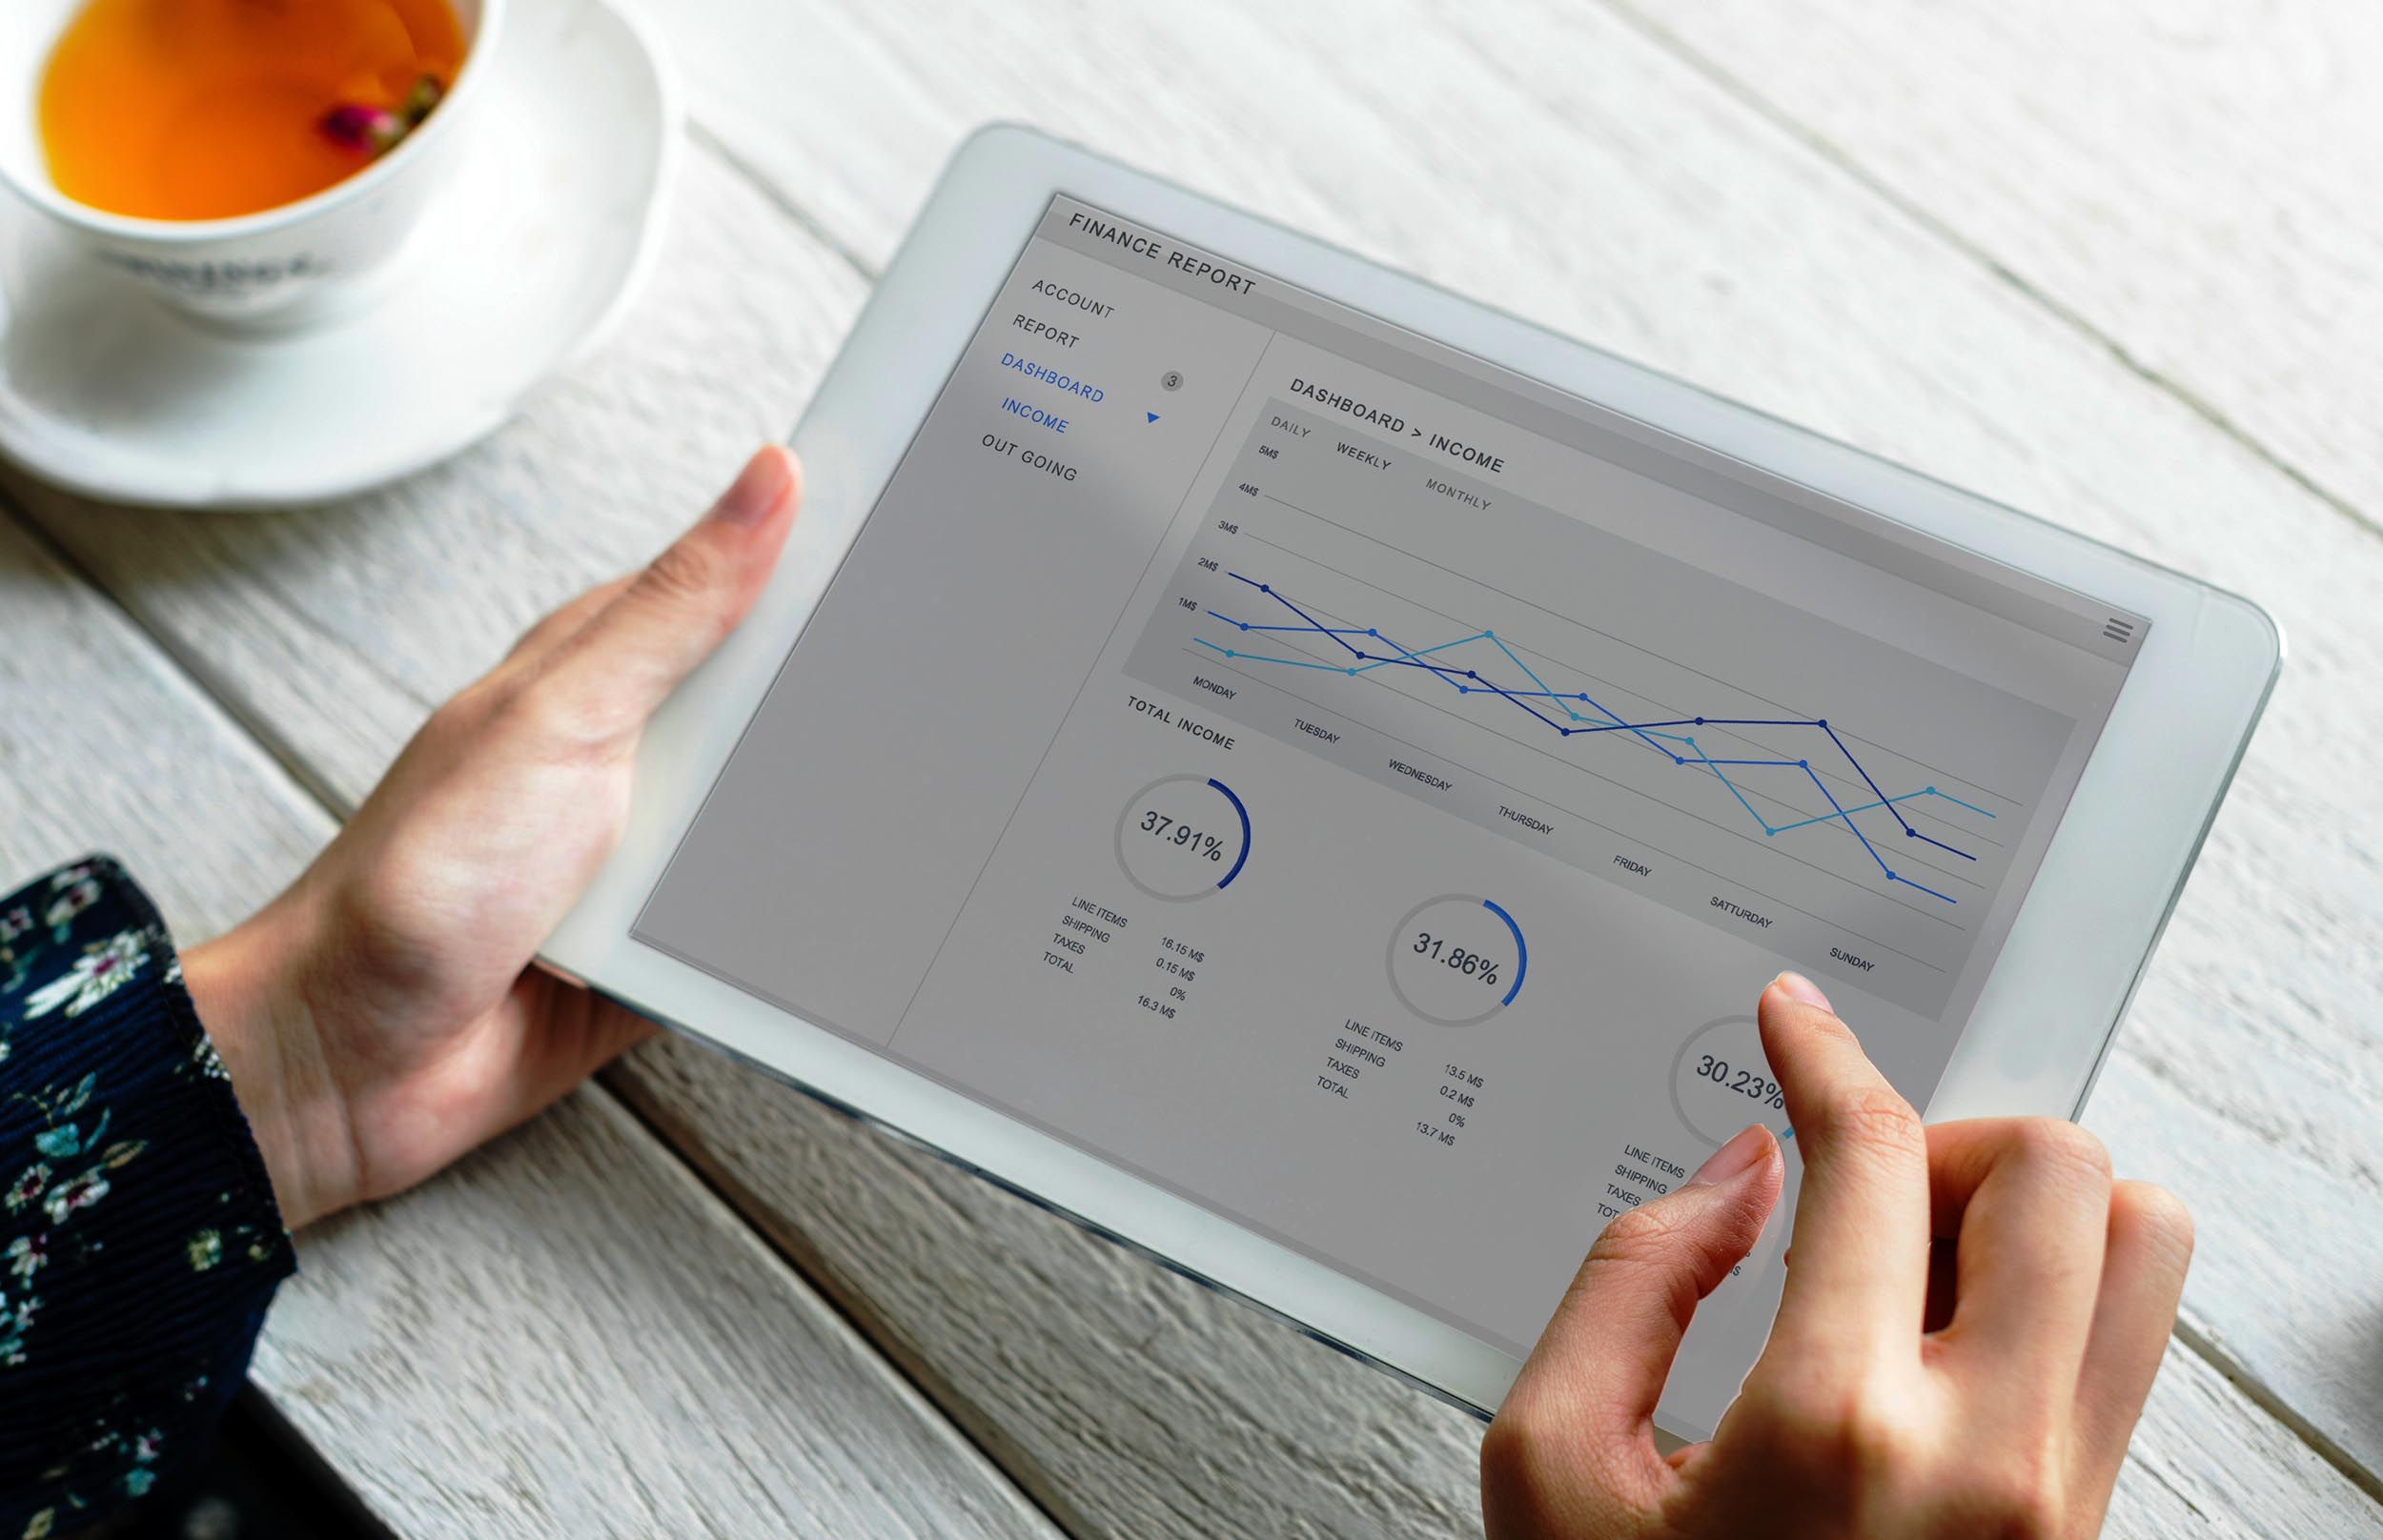 FINANCE REPORT
ACCOUNT
REPORT
DASHBOARD
3
INCOME
OUT GOING
DASHBOARD > INCOME
DAILY WEEKLY MONTHLY
5M$
4M$
3M$
2M$
1M$
MONDAY TUESDAY WEDNESDAY THURSDAY FRIDAY SATTURDAY SUNDAY
TOTAL INCOME
37.91%
LINE ITEMS 16.15 M$
SHIPPING 0.15 M$
TAXES 0%
TOTAL 16.3 M$
31.86%
LINE ITEMS 13.5 M$
SHIPPING 0.2 M$
TAXES 0%
TOTAL 13.7 M$
30.23%
LINE ITEMS
SHIPPING
TAXES